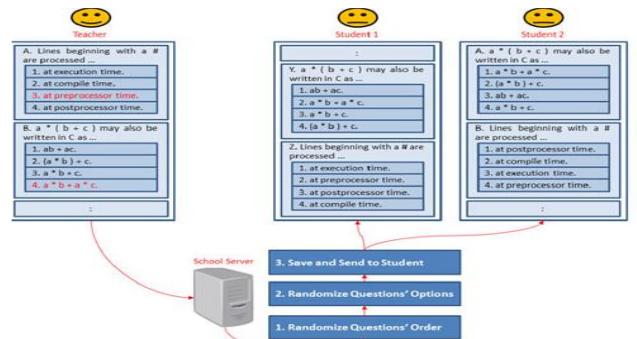 Teacher
A. Lines beginning with a #
are processed ...
1. at execution time.
2. at compile time.
3. at preprocessor time.
4. at postprocessor time.
B. a * ( b + c ) may also be
written in C as ...
1. ab + ac.
2. (a * b ) + c.
3. a * b + c.
4. a * b + a * c.
:
Student 1
:
Y. a * ( b + c ) may also be
written in C as ...
1. ab + ac.
2. a * b + a * c.
3. a * b + c.
4. (a * b ) + c.
Z. Lines beginning with a # are
processed ...
1. at execution time.
2. at preprocessor time.
3. at postprocessor time.
4. at compile time.
Student 2
A. a * ( b + c ) may also be
written in C as ...
1. a * b + a * c.
2. (a * b ) + c.
3. ab + ac.
4. a * b + c.
B. Lines beginning with a #
are processed ...
1. at postprocessor time.
2. at compile time.
3. at execution time.
4. at preprocessor time.
:
School Server
3. Save and Send to Student
2. Randomize Questions' Options
1. Randomize Questions' Order